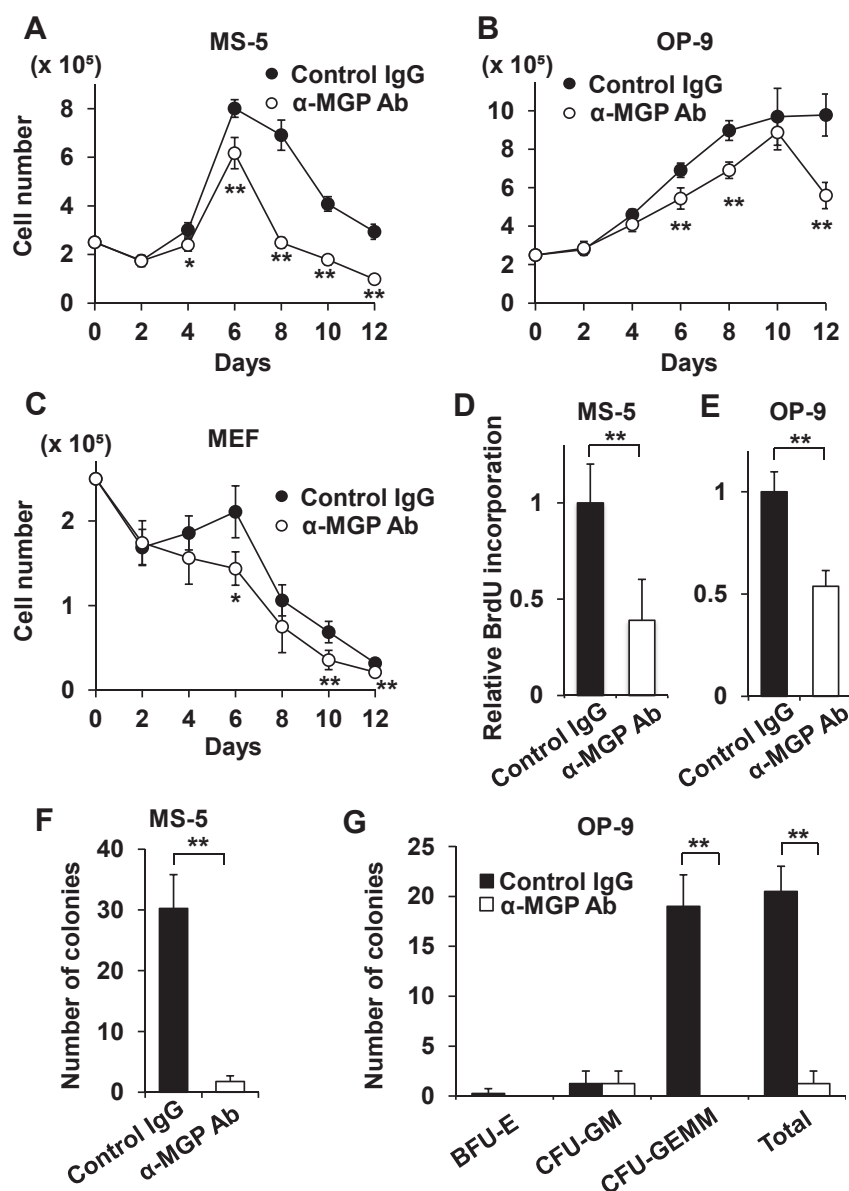 A
MS-5
(x 10⁵)
Control IgG
α-MGP Ab
Cell number
8
6
4
2
0
*
**
**
**
**
0 2 4 6 8 10 12
Days
B
OP-9
(x 10⁵)
Control IgG
α-MGP Ab
10
8
6
4
2
0
**
**
**
0 2 4 6 8 10 12
Days
C
MEF
(x 10⁵)
Control IgG
α-MGP Ab
Cell number
2
1
0
*
**
**
0 2 4 6 8 10 12
Days
D
MS-5
**
Relative BrdU incorporation
1
0.5
0
Control IgG
α-MGP Ab
E
OP-9
**
1
0.5
0
Control IgG
α-MGP Ab
F
MS-5
**
Number of colonies
40
30
20
10
0
Control IgG
α-MGP Ab
G
OP-9
Control IgG
α-MGP Ab
**
**
Number of colonies
25
20
15
10
5
0
BFU-E
CFU-GM
CFU-GEMM
Total